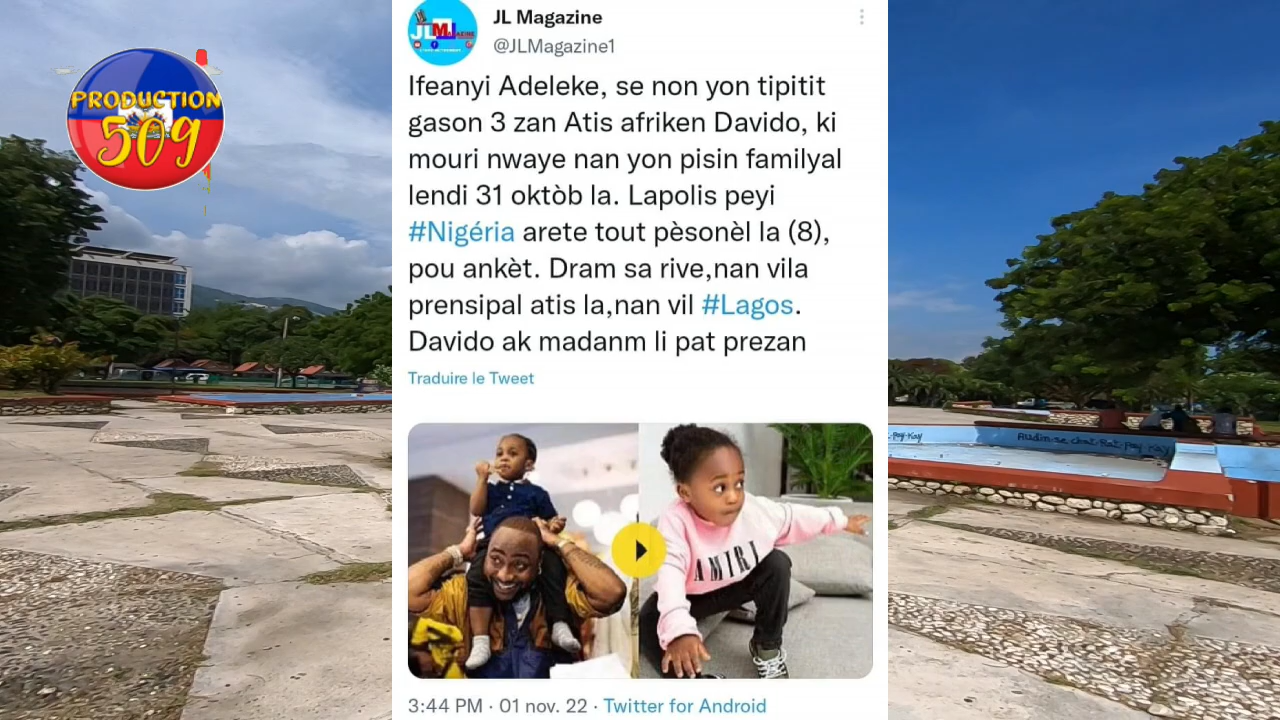 PRODUCTION
509
JL Magazine
@JLMagazine1
Ifeanyi Adeleke, se non yon tipitit
gason 3 zan Atis afriken Davido, ki
mouri nwaye nan yon pisin familyal
lendi 31 oktòb la. Lapolis peyi
#Nigéria arete tout pèsonèl la (8),
pou ankèt. Dram sa rive,nan vila
prensipal atis la,nan vil #Lagos.
Davido ak madanm li pat prezan
Traduire le Tweet
AMIRI
3:44 PM · 01 nov. 22 · Twitter for Android